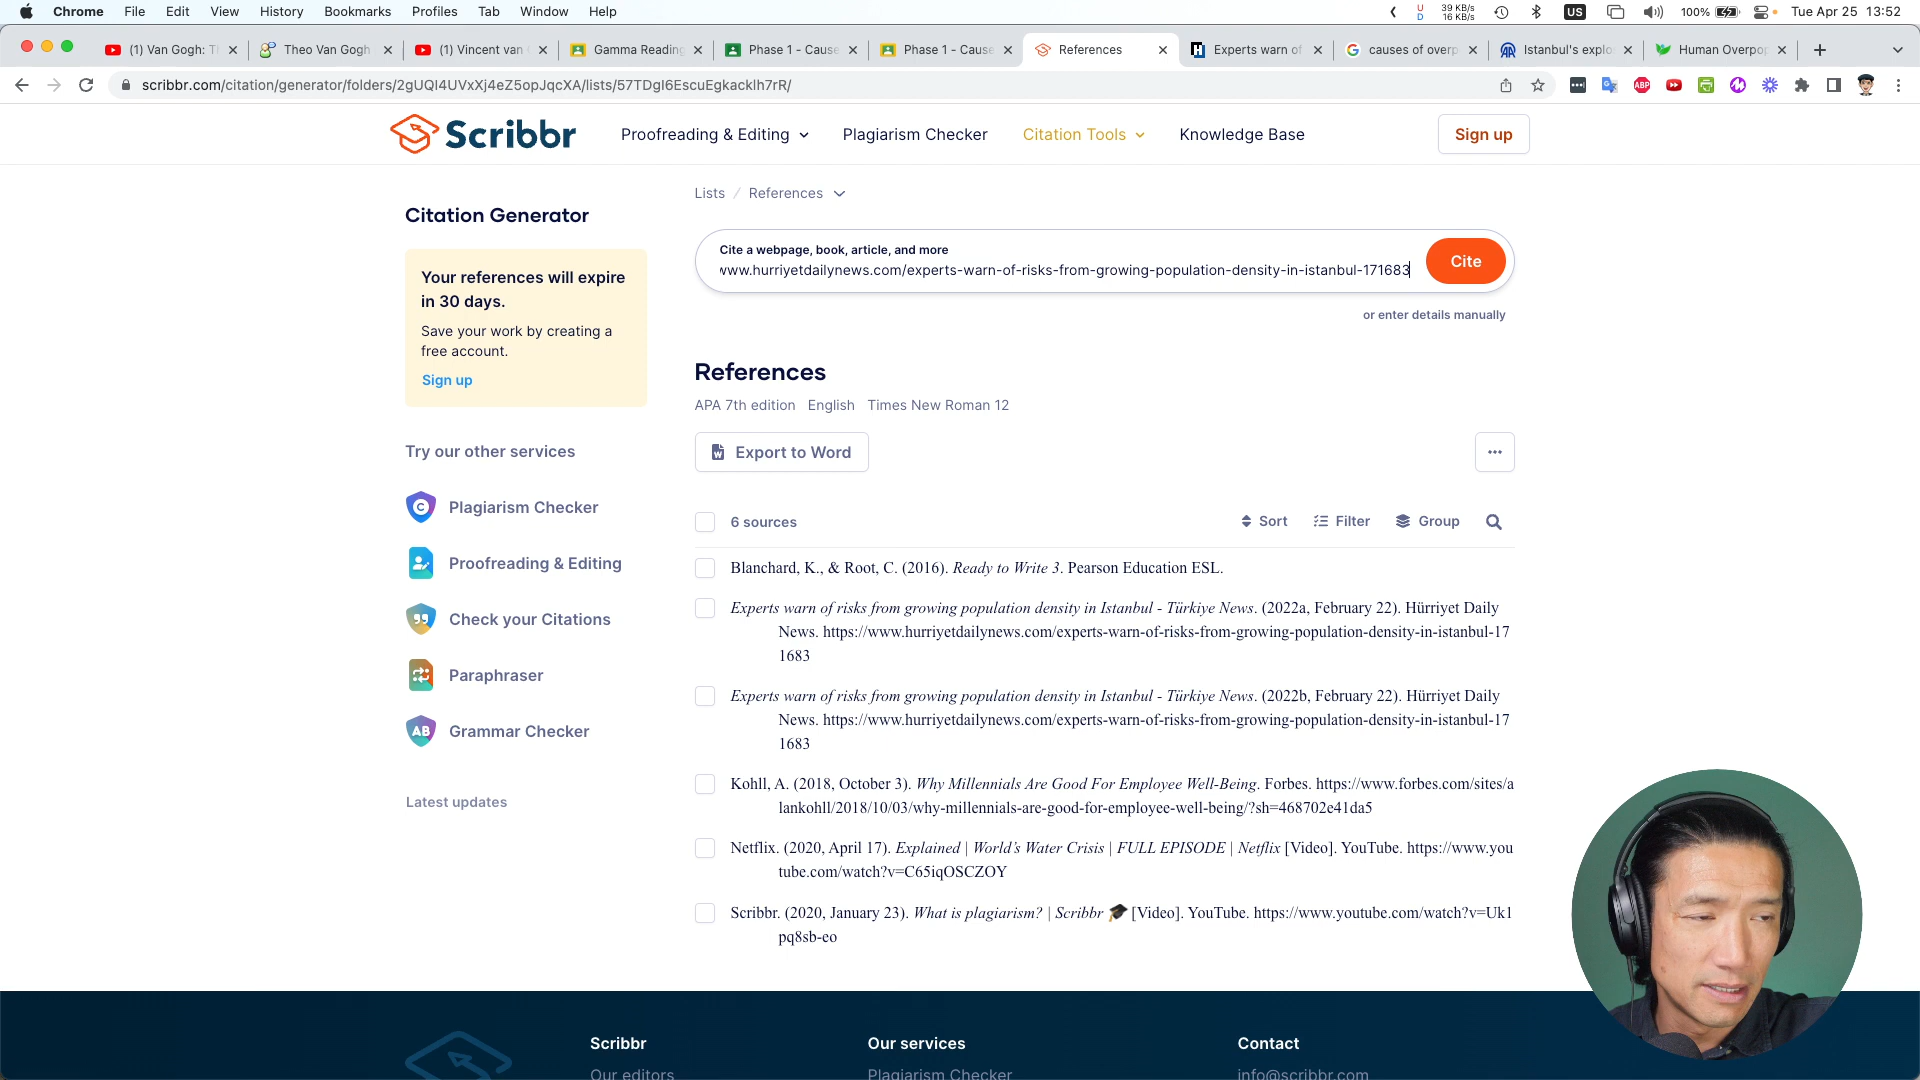 Chrome File Edit View History Bookmarks Profiles Tab Window Help
U 39 KB/s
D 16 KB/s
US
100%
Tue Apr 25 13:52
(1) Van Gogh: Th
Theo Van Gogh
(1) Vincent van
Gamma Reading
Phase 1 - Cause
Phase 1 - Cause
References
Experts warn of
causes of overp
Istanbul's explo
Human Overpop
scribbr.com/citation/generator/folders/2gUQI4UVxXj4eZ5opJqcXA/lists/57TDgI6EscuEgkackIh7rR/
ABP
Scribbr
Proofreading & Editing
Plagiarism Checker
Citation Tools
Knowledge Base
Sign up
Lists / References
Citation Generator
Your references will expire
in 30 days.
Save your work by creating a
free account.
Sign up
Try our other services
Plagiarism Checker
Proofreading & Editing
Check your Citations
Paraphraser
AB Grammar Checker
Latest updates
Cite a webpage, book, article, and more
www.hurriyetdailynews.com/experts-warn-of-risks-from-growing-population-density-in-istanbul-171683
Cite
or enter details manually
References
APA 7th edition English Times New Roman 12
Export to Word
6 sources
Sort Filter Group
Blanchard, K., & Root, C. (2016). Ready to Write 3. Pearson Education ESL.
Experts warn of risks from growing population density in Istanbul - Türkiye News. (2022a, February 22). Hürriyet Daily
News. https://www.hurriyetdailynews.com/experts-warn-of-risks-from-growing-population-density-in-istanbul-17
1683
Experts warn of risks from growing population density in Istanbul - Türkiye News. (2022b, February 22). Hürriyet Daily
News. https://www.hurriyetdailynews.com/experts-warn-of-risks-from-growing-population-density-in-istanbul-17
1683
Kohll, A. (2018, October 3). Why Millennials Are Good For Employee Well-Being. Forbes. https://www.forbes.com/sites/a
lankohll/2018/10/03/why-millennials-are-good-for-employee-well-being/?sh=468702e41da5
Netflix. (2020, April 17). Explained | World's Water Crisis | FULL EPISODE | Netflix [Video]. YouTube. https://www.you
tube.com/watch?v=C65iqOSCZOY
Scribbr. (2020, January 23). What is plagiarism? | Scribbr 🎓 [Video]. YouTube. https://www.youtube.com/watch?v=Uk1
pq8sb-eo
Scribbr
Our editors
Our services
Plagiarism Checker
Contact
info@scribbr.com